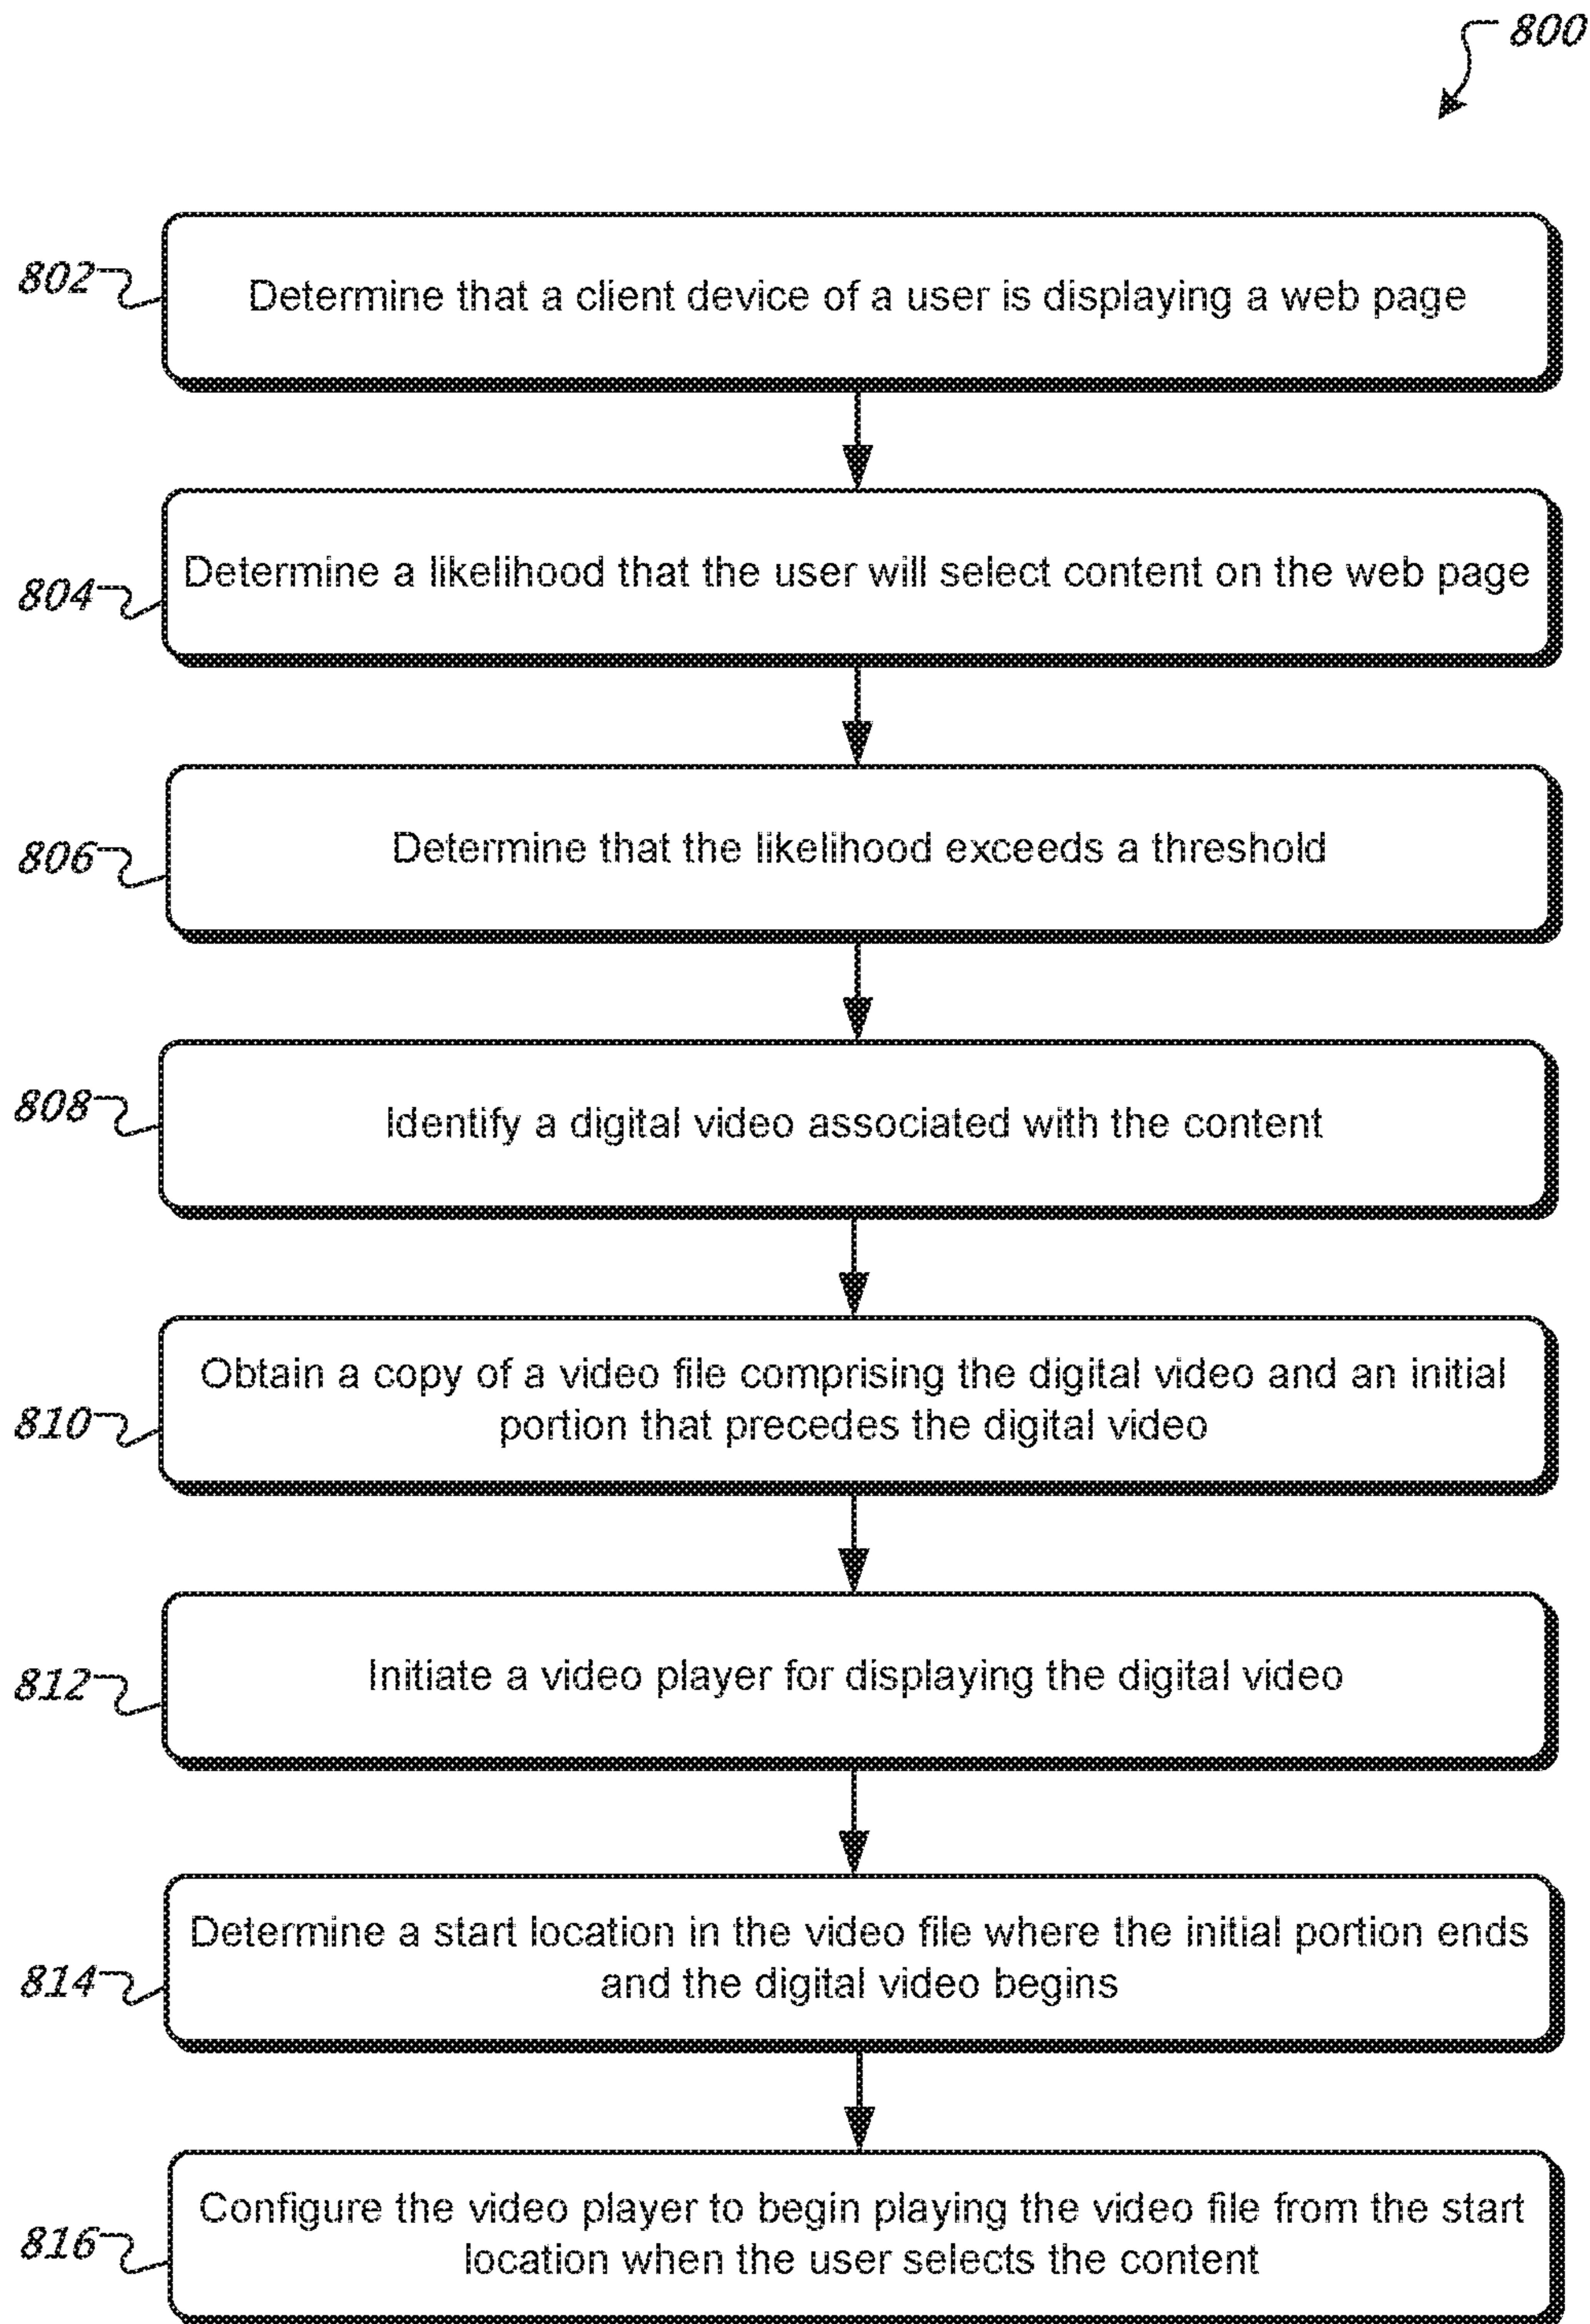 800
802
Determine that a client device of a user is displaying a web page
804
Determine a likelihood that the user will select content on the web page
806
Determine that the likelihood exceeds a threshold
808
Identify a digital video associated with the content
810
Obtain a copy of a video file comprising the digital video and an initial
portion that precedes the digital video
812
Initiate a video player for displaying the digital video
814
Determine a start location in the video file where the initial portion ends
and the digital video begins
816
Configure the video player to begin playing the video file from the start
location when the user selects the content